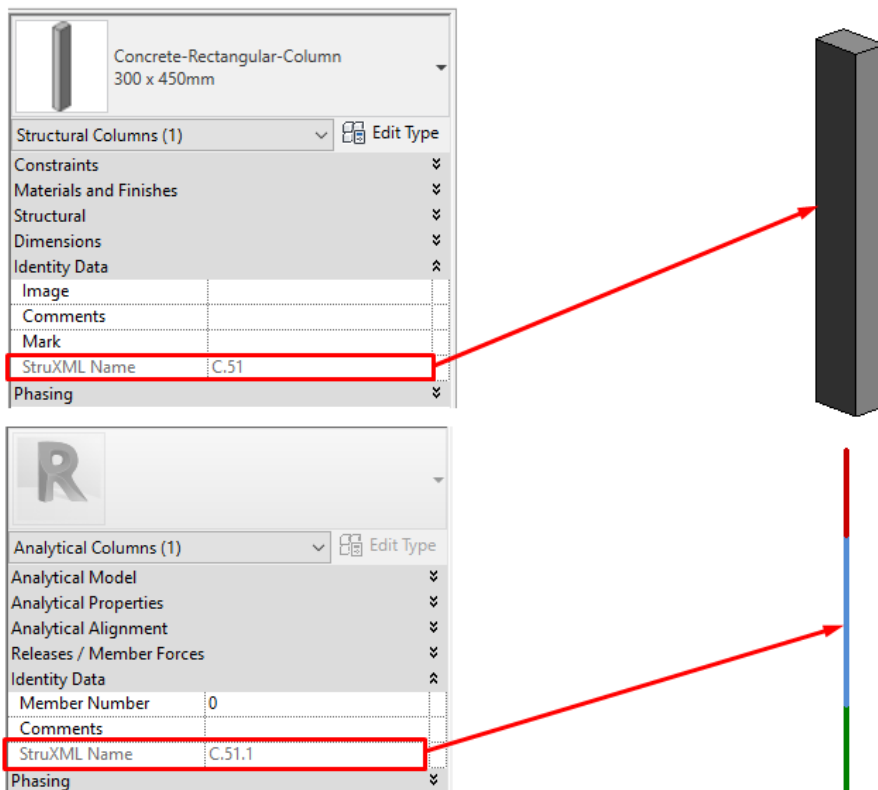 Concrete-Rectangular-Column
300 x 450mm
Structural Columns (1)
Edit Type
Constraints
Materials and Finishes
Structural
Dimensions
Identity Data
Image
Comments
Mark
StruXML Name C.51
Phasing
R
Analytical Columns (1)
Edit Type
Analytical Model
Analytical Properties
Analytical Alignment
Releases / Member Forces
Identity Data
Member Number 0
Comments
StruXML Name C.51.1
Phasing